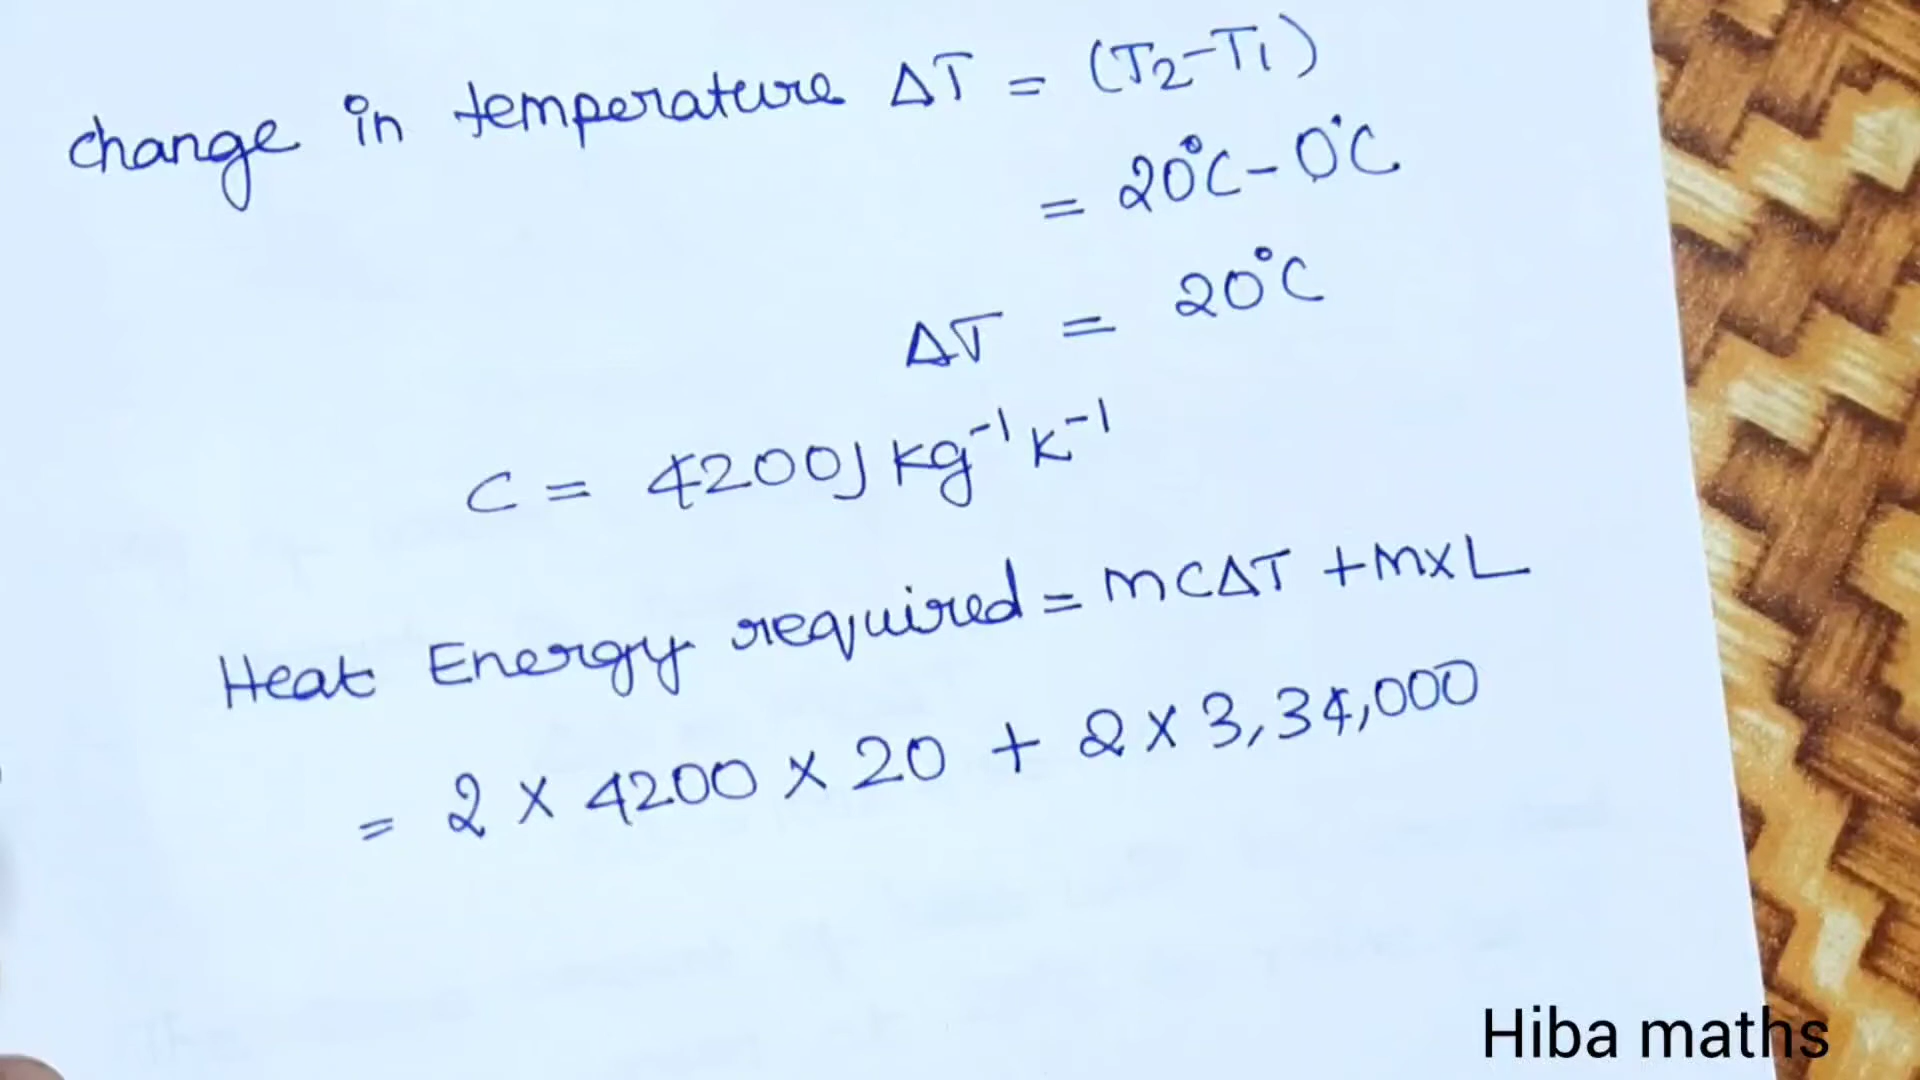 change in temperature ΔT = (T2-T1)
= 20°C - 0°C
ΔT = 20°C
C = 4200J kg⁻¹ K⁻¹
Heat Energy required = mCΔT + m×L
= 2 × 4200 × 20 + 2 × 3,34,000
Hiba maths